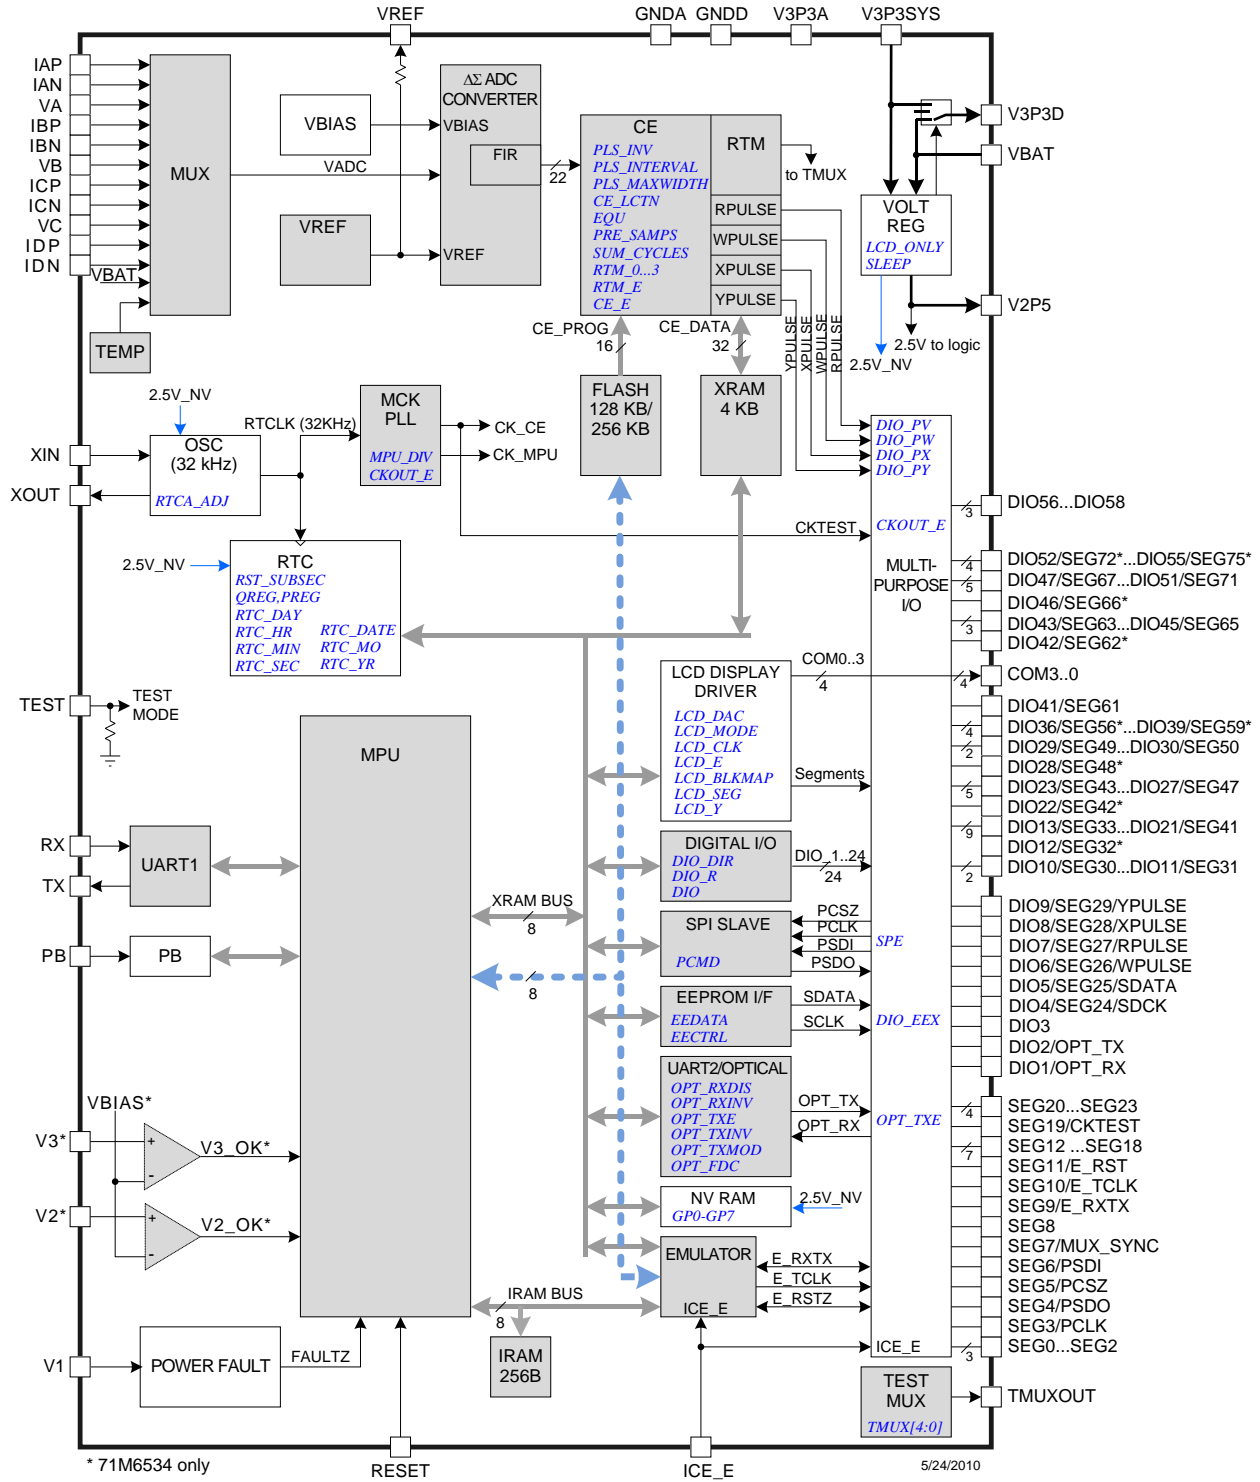 VREF
GNDA GNDD V3P3A V3P3SYS
IAP
IAN
VA
IBP
IBN
VB
ICP
ICN
VC
IDP
IDN
VBAT
MUX
TEMP
VBIAS
VADC
VREF
ΔΣ ADC
CONVERTER
VBIAS
FIR
VREF
22
CE
PLS_INV
PLS_INTERVAL
PLS_MAXWIDTH
CE_LCTN
EQU
PRE_SAMPS
SUM_CYCLES
RTM_0...3
RTM_E
CE_E
RTM
to TMUX
RPULSE
WPULSE
XPULSE
YPULSE
V3P3D
VBAT
VOLT
REG
LCD_ONLY
SLEEP
V2P5
2.5V to logic
2.5V_NV
CE_PROG
16
CE_DATA
32
YPULSE
XPULSE
WPULSE
RPULSE
FLASH
128 KB/
256 KB
XRAM
4 KB
2.5V_NV
XIN
XOUT
OSC
(32 kHz)
RTCA_ADJ
RTCLK (32KHz)
MCK
PLL
MPU_DIV
CKOUT_E
CK_CE
CK_MPU
CKTEST
2.5V_NV
RTC
RST_SUBSEC
QREG,PREG
RTC_DAY
RTC_HR
RTC_MIN
RTC_SEC
RTC_DATE
RTC_MO
RTC_YR
DIO_PV
DIO_PW
DIO_PX
DIO_PY
CKOUT_E
MULTI-
PURPOSE
I/O
SPE
DIO_EEX
OPT_TXE
ICE_E
TEST
TEST
MODE
MPU
RX
TX
UART1
PB
PB
XRAM BUS
8
8
LCD DISPLAY
DRIVER
LCD_DAC
LCD_MODE
LCD_CLK
LCD_E
LCD_BLKMAP
LCD_SEG
LCD_Y
COM0..3
4
Segments
DIGITAL I/O
DIO_DIR
DIO_R
DIO
DIO_1..24
24
SPI SLAVE
PCMD
PCSZ
PCLK
PSDI
PSDO
EEPROM I/F
EEDATA
EECTRL
SDATA
SCLK
UART2/OPTICAL
OPT_RXDIS
OPT_RXINV
OPT_TXE
OPT_TXINV
OPT_TXMOD
OPT_FDC
OPT_TX
OPT_RX
NV RAM
GP0-GP7
2.5V_NV
EMULATOR
ICE_E
E_RXTX
E_TCLK
E_RSTZ
VBIAS*
V3*
+
-
V3_OK*
V2*
+
-
V2_OK*
IRAM BUS
8
IRAM
256B
V1
POWER FAULT
FAULTZ
TEST
MUX
TMUX[4:0]
3
DIO56...DIO58
4
DIO52/SEG72*...DIO55/SEG75*
5
DIO47/SEG67...DIO51/SEG71
DIO46/SEG66*
3
DIO43/SEG63...DIO45/SEG65
DIO42/SEG62*
4
COM3..0
DIO41/SEG61
4
DIO36/SEG56*...DIO39/SEG59*
2
DIO29/SEG49...DIO30/SEG50
DIO28/SEG48*
5
DIO23/SEG43...DIO27/SEG47
DIO22/SEG42*
9
DIO13/SEG33...DIO21/SEG41
DIO12/SEG32*
2
DIO10/SEG30...DIO11/SEG31
DIO9/SEG29/YPULSE
DIO8/SEG28/XPULSE
DIO7/SEG27/RPULSE
DIO6/SEG26/WPULSE
DIO5/SEG25/SDATA
DIO4/SEG24/SDCK
DIO3
DIO2/OPT_TX
DIO1/OPT_RX
4
SEG20...SEG23
SEG19/CKTEST
7
SEG12 ...SEG18
SEG11/E_RST
SEG10/E_TCLK
SEG9/E_RXTX
SEG8
SEG7/MUX_SYNC
SEG6/PSDI
SEG5/PCSZ
SEG4/PSDO
SEG3/PCLK
3
SEG0...SEG2
TMUXOUT
* 71M6534 only
RESET
ICE_E
5/24/2010